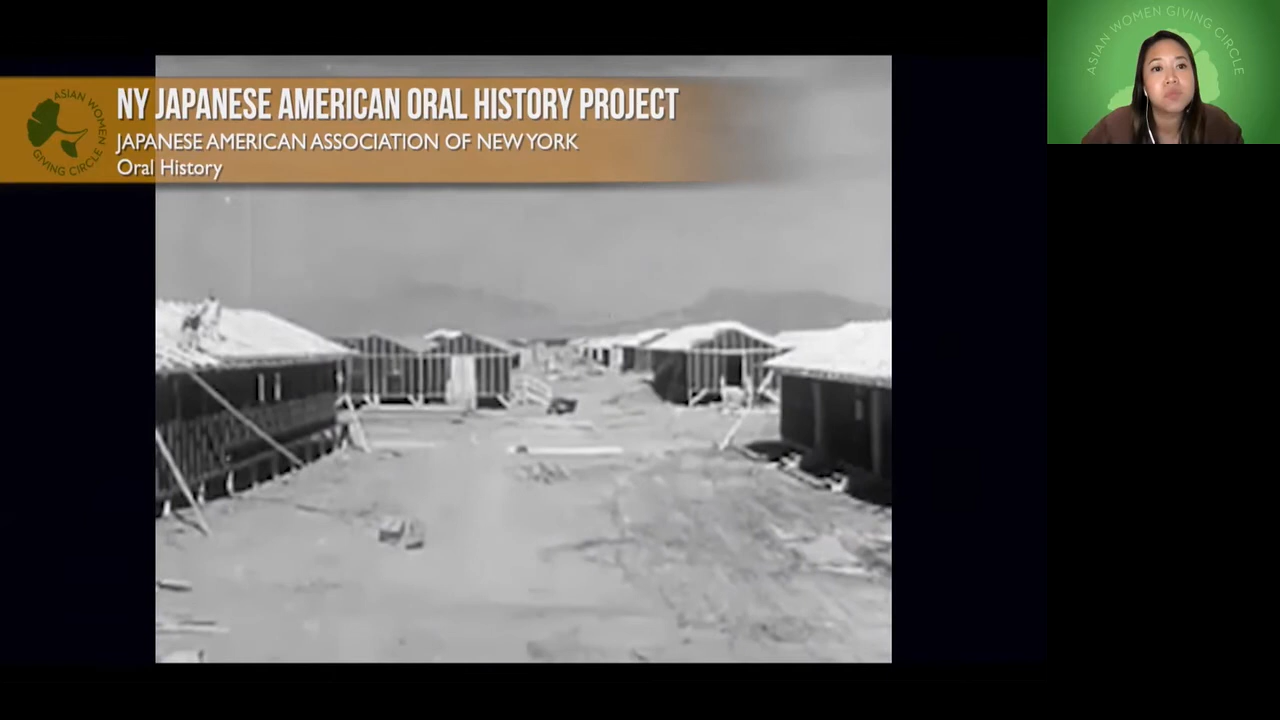 ASIAN WOMEN
GIVING CIRCLE
NY JAPANESE AMERICAN ORAL HISTORY PROJECT
JAPANESE AMERICAN ASSOCIATION OF NEW YORK
Oral History
ASIAN WOMEN GIVING CIRCLE